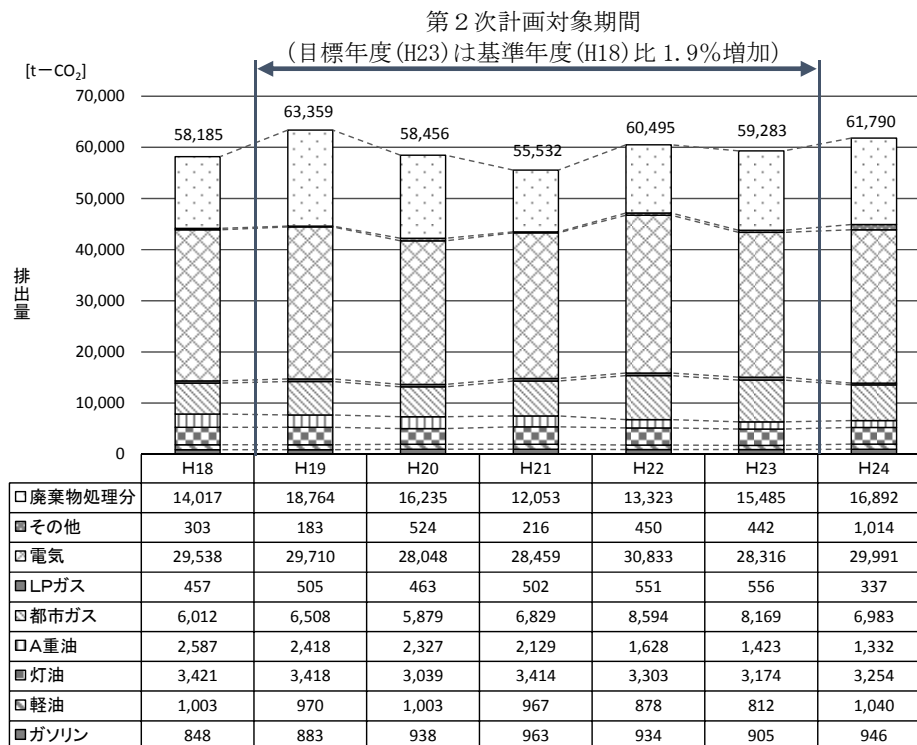 第2次計画対象期間
(目標年度(H23)は基準年度(H18)比 1.9%増加)
[t－CO₂]
70,000
60,000
50,000
40,000
30,000
20,000
10,000
0
排出量
58,185 63,359 58,456 55,532 60,495 59,283 61,790
H18 H19 H20 H21 H22 H23 H24
廃棄物処理分 14,017 18,764 16,235 12,053 13,323 15,485 16,892
その他 303 183 524 216 450 442 1,014
電気 29,538 29,710 28,048 28,459 30,833 28,316 29,991
LPガス 457 505 463 502 551 556 337
都市ガス 6,012 6,508 5,879 6,829 8,594 8,169 6,983
A重油 2,587 2,418 2,327 2,129 1,628 1,423 1,332
灯油 3,421 3,418 3,039 3,414 3,303 3,174 3,254
軽油 1,003 970 1,003 967 878 812 1,040
ガソリン 848 883 938 963 934 905 946